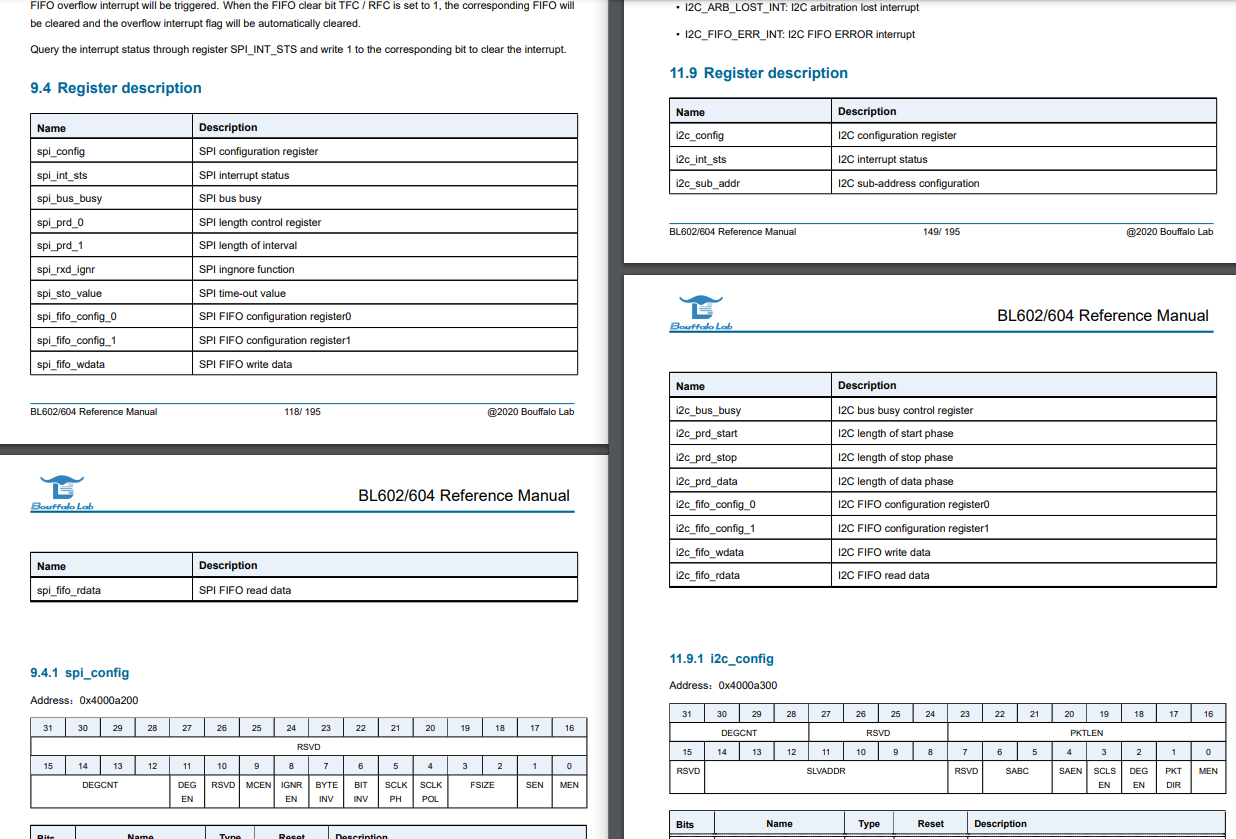 FIFO overflow interrupt will be triggered. When the FIFO clear bit TFC / RFC is set to 1, the corresponding FIFO will
be cleared and the overflow interrupt flag will be automatically cleared.
Query the interrupt status through register SPI_INT_STS and write 1 to the corresponding bit to clear the interrupt.
9.4 Register description
Name Description
spi_config SPI configuration register
spi_int_sts SPI interrupt status
spi_bus_busy SPI bus busy
spi_prd_0 SPI length control register
spi_prd_1 SPI length of interval
spi_rxd_ignr SPI ingnore function
spi_sto_value SPI time-out value
spi_fifo_config_0 SPI FIFO configuration register0
spi_fifo_config_1 SPI FIFO configuration register1
spi_fifo_wdata SPI FIFO write data
BL602/604 Reference Manual 118/ 195 @2020 Bouffalo Lab
Bouffalo Lab
BL602/604 Reference Manual
Name Description
spi_fifo_rdata SPI FIFO read data
9.4.1 spi_config
Address：0x4000a200
31 30 29 28 27 26 25 24 23 22 21 20 19 18 17 16
RSVD
15 14 13 12 11 10 9 8 7 6 5 4 3 2 1 0
DEGCNT DEG RSVD MCEN IGNR BYTE BIT SCLK SCLK FSIZE SEN MEN
EN EN INV INV PH POL
Bits Name Type Reset Description
• I2C_ARB_LOST_INT: I2C arbitration lost interrupt
• I2C_FIFO_ERR_INT: I2C FIFO ERROR interrupt
11.9 Register description
Name Description
i2c_config I2C configuration register
i2c_int_sts I2C interrupt status
i2c_sub_addr I2C sub-address configuration
BL602/604 Reference Manual 149/ 195 @2020 Bouffalo Lab
Bouffalo Lab
BL602/604 Reference Manual
Name Description
i2c_bus_busy I2C bus busy control register
i2c_prd_start I2C length of start phase
i2c_prd_stop I2C length of stop phase
i2c_prd_data I2C length of data phase
i2c_fifo_config_0 I2C FIFO configuration register0
i2c_fifo_config_1 I2C FIFO configuration register1
i2c_fifo_wdata I2C FIFO write data
i2c_fifo_rdata I2C FIFO read data
11.9.1 i2c_config
Address：0x4000a300
31 30 29 28 27 26 25 24 23 22 21 20 19 18 17 16
DEGCNT RSVD PKTLEN
15 14 13 12 11 10 9 8 7 6 5 4 3 2 1 0
RSVD SLVADDR RSVD SABC SAEN SCLS DEG PKT MEN
EN EN DIR
Bits Name Type Reset Description